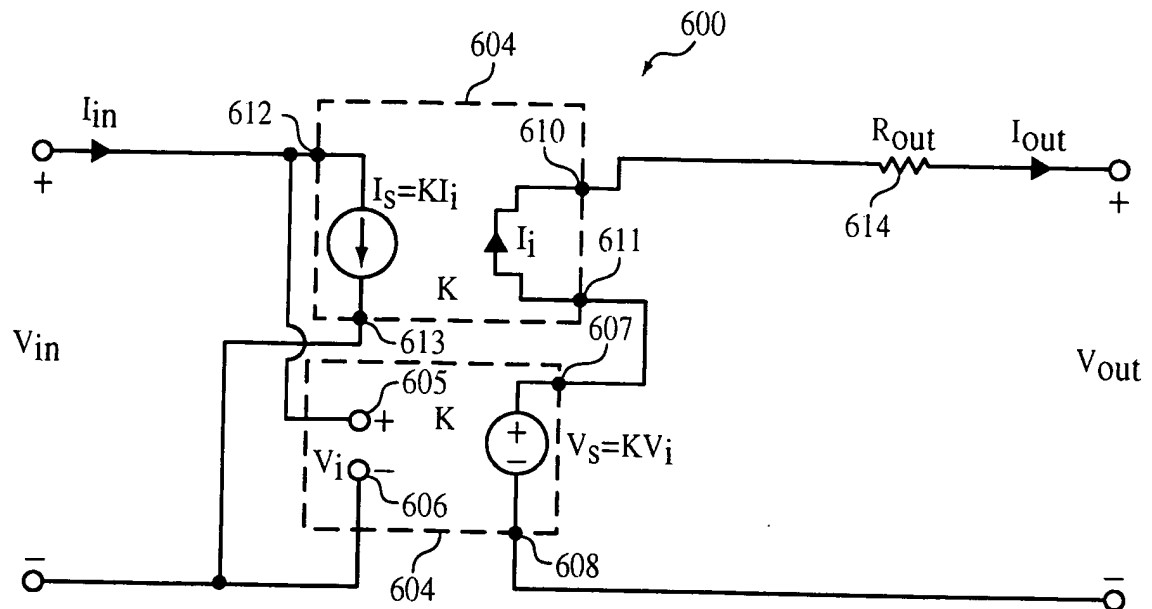 600
604
Iin
612
610
Rout
Iout
+
+
Is=KIi
Ii
614
611
K
613
607
Vin
605
Vout
+
K
+
−
Vs=KVi
Vi
−
606
−
604
608
−